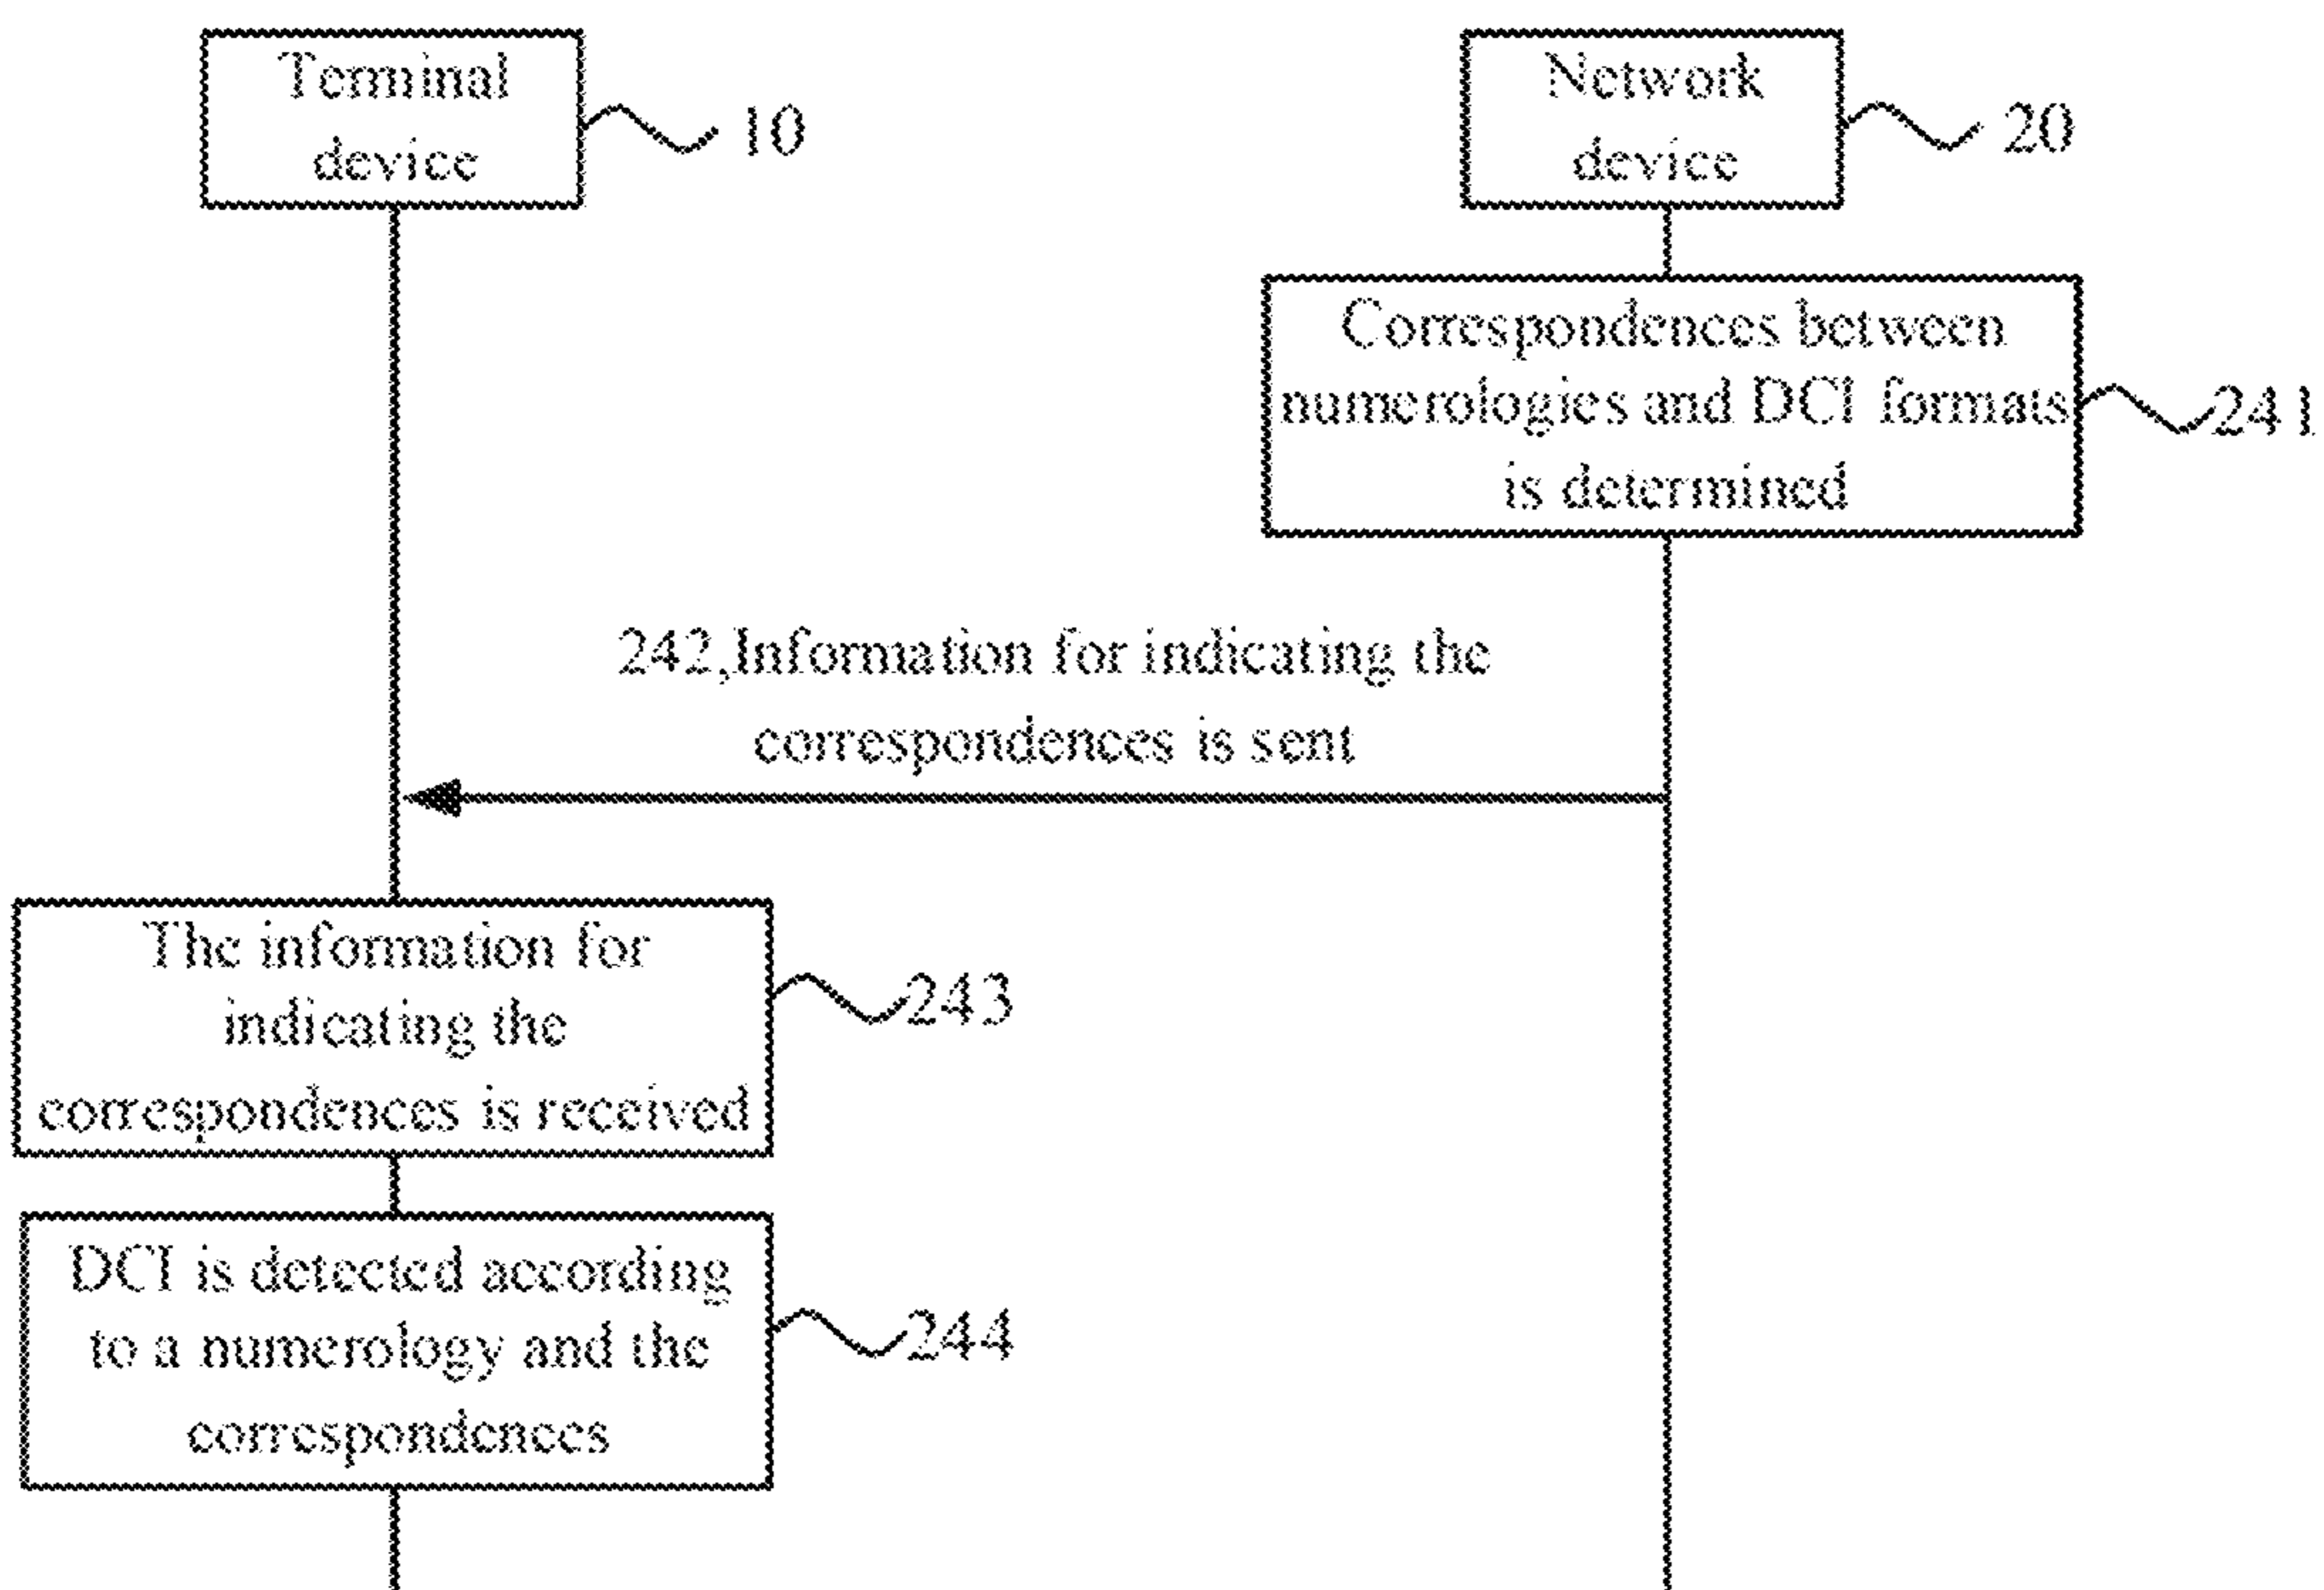 Terminal
device
10
Network
device
20
Correspondences between
numerologies and DCI formats
is determined
241
242,Information for indicating the
correspondences is sent
The information for
indicating the
correspondences is received
243
DCI is detected according
to a numerology and the
correspondences
244